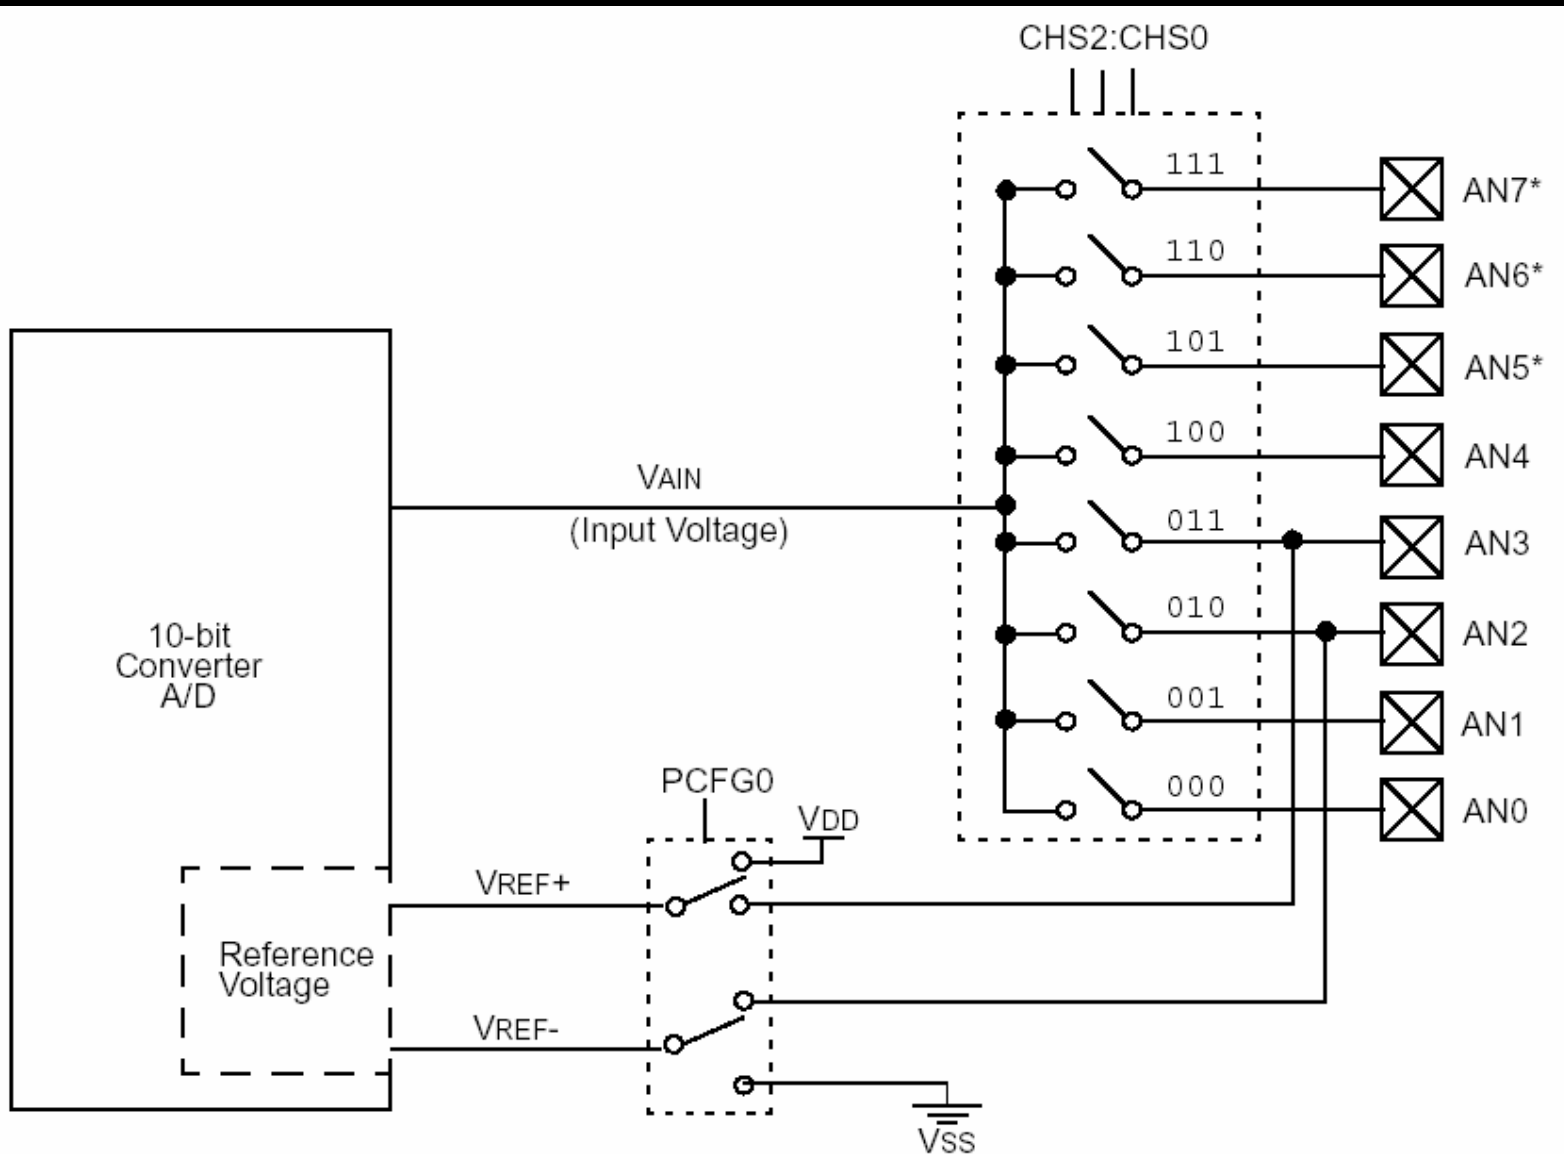 CHS2:CHS0
111
AN7*
110
AN6*
101
AN5*
100
AN4
VAIN
(Input Voltage)
011
AN3
010
AN2
10-bit
Converter
A/D
001
AN1
PCFG0
000
AN0
VDD
VREF+
Reference
Voltage
VREF-
VSS